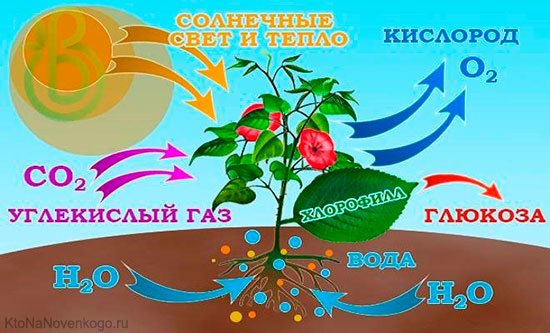 СОЛНЕЧНЫЕ
СВЕТ И ТЕПЛО
КИСЛОРОД
O₂
CO₂
УГЛЕКИСЛЫЙ ГАЗ
ХЛОРОФИЛЛ
ГЛЮКОЗА
ВОДА
H₂O
H₂O
KtoNaNovenkogo.ru